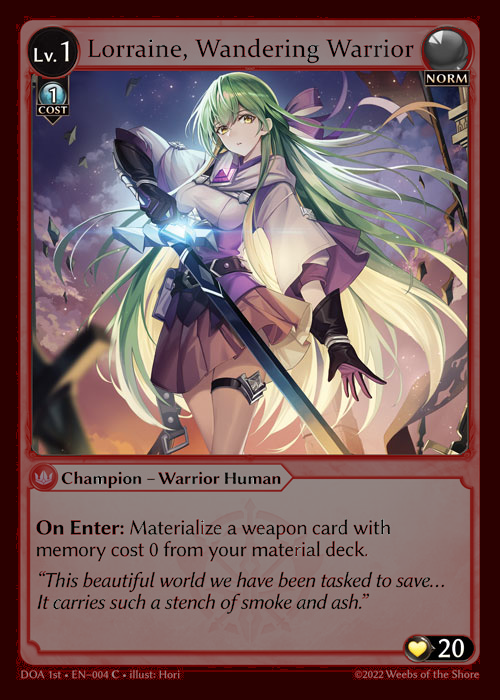 Lv. 1
Lorraine, Wandering Warrior
NORM
1
COST
Champion – Warrior Human
On Enter: Materialize a weapon card with
memory cost 0 from your material deck.
“This beautiful world we have been tasked to save…
It carries such a stench of smoke and ash.”
20
DOA 1st • EN–004 C • illust: Hori
©2022 Weebs of the Shore